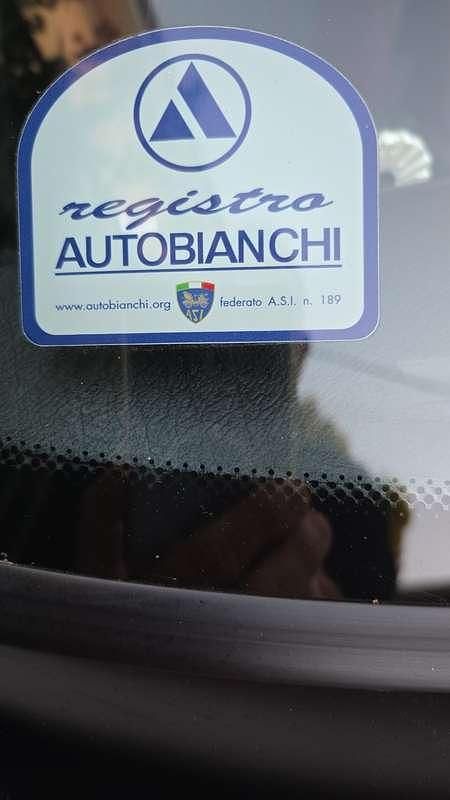 registro
AUTOBIANCHI
www.autobianchi.org ASI federato A.S.I. n. 189